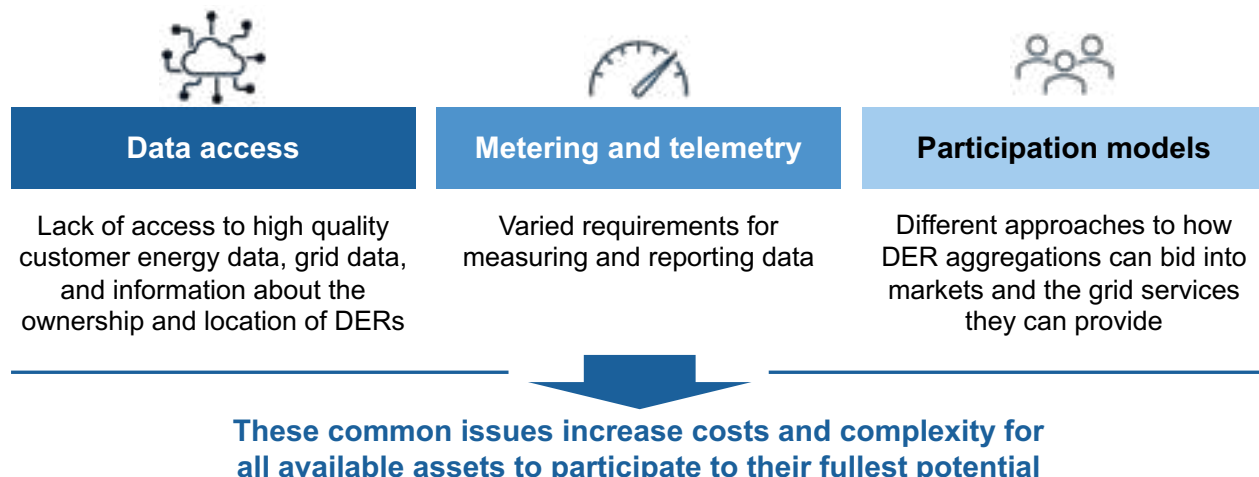 Data access
Lack of access to high quality
customer energy data, grid data,
and information about the
ownership and location of DERs
Metering and telemetry
Varied requirements for
measuring and reporting data
Participation models
Different approaches to how
DER aggregations can bid into
markets and the grid services
they can provide
These common issues increase costs and complexity for
all available assets to participate to their fullest potential